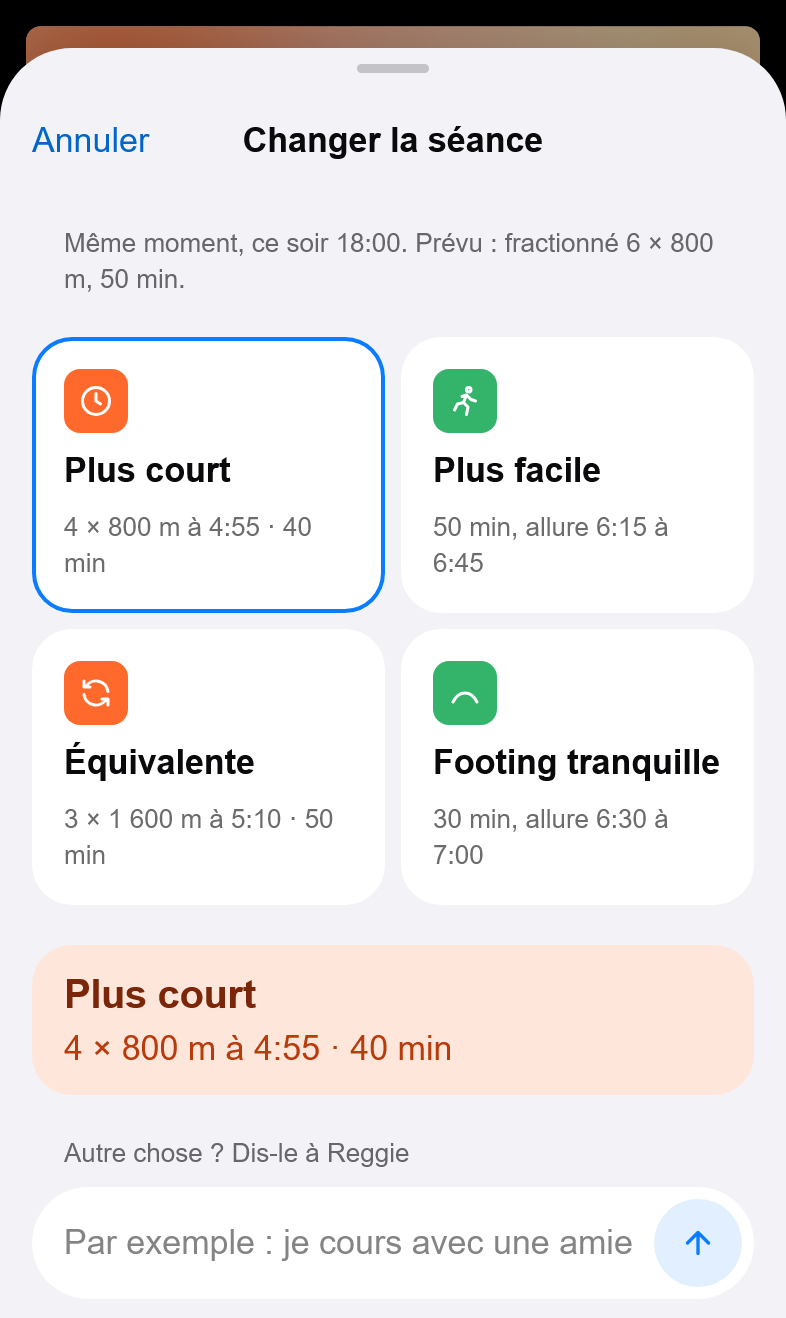 Annuler
Changer la séance
Même moment, ce soir 18:00. Prévu : fractionné 6 × 800
m, 50 min.
Plus court
4 × 800 m à 4:55 · 40
min
Plus facile
50 min, allure 6:15 à
6:45
Équivalente
3 × 1 600 m à 5:10 · 50
min
Footing tranquille
30 min, allure 6:30 à
7:00
Plus court
4 × 800 m à 4:55 · 40 min
Autre chose ? Dis-le à Reggie
Par exemple : je cours avec une amie